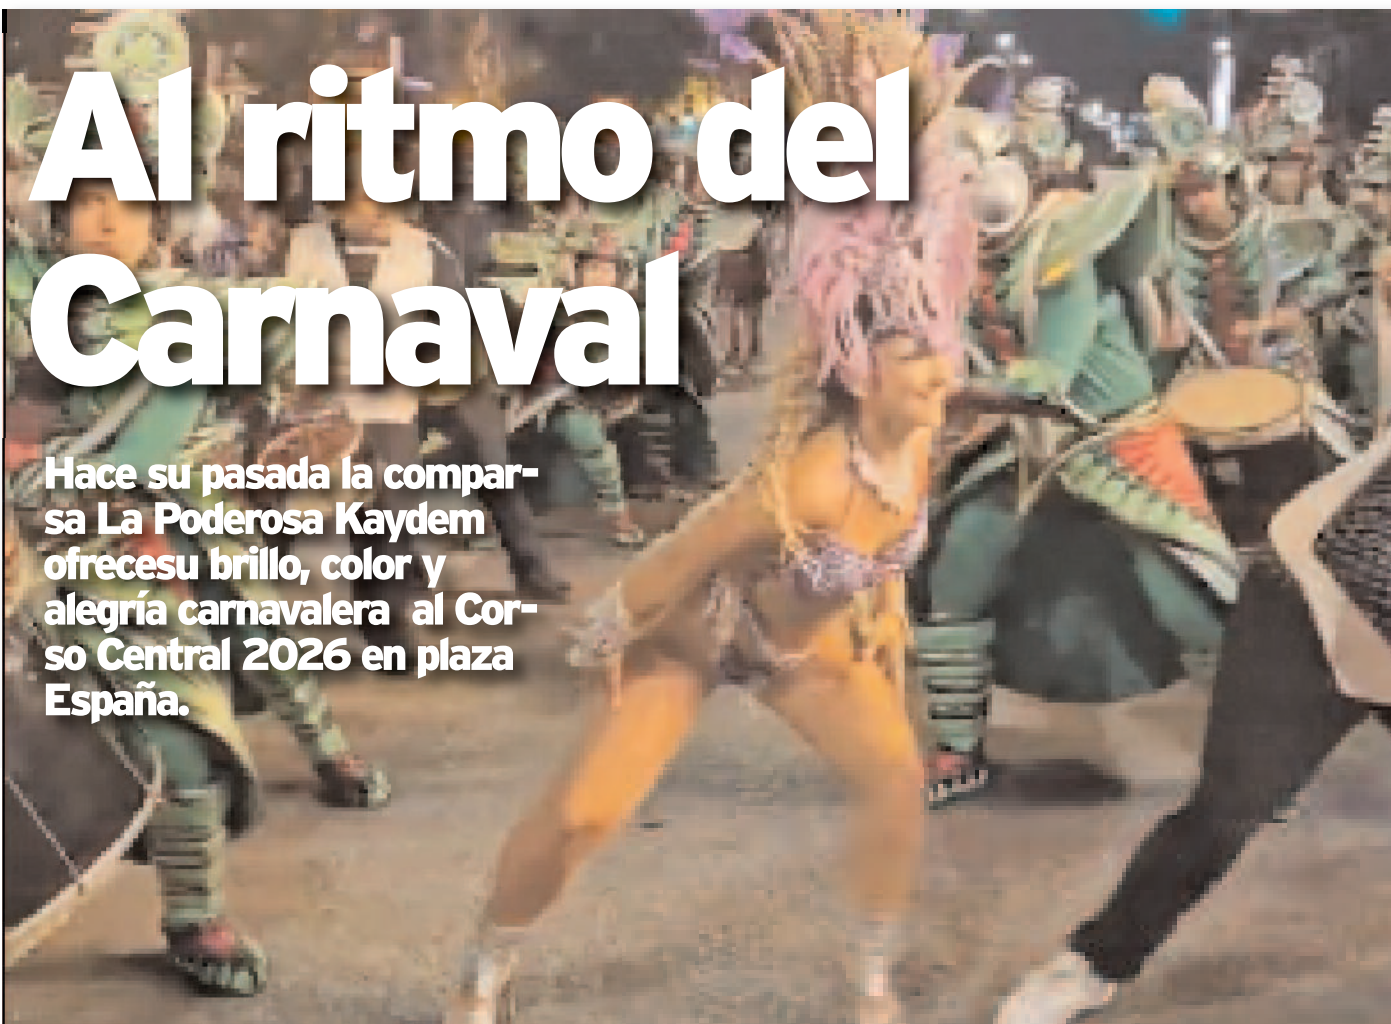 Al ritmo del
Carnaval
Hace su pasada la compar-
sa La Poderosa Kaydem
ofrecesu brillo, color y
alegría carnavalera  al Cor-
so Central 2026 en plaza
España.